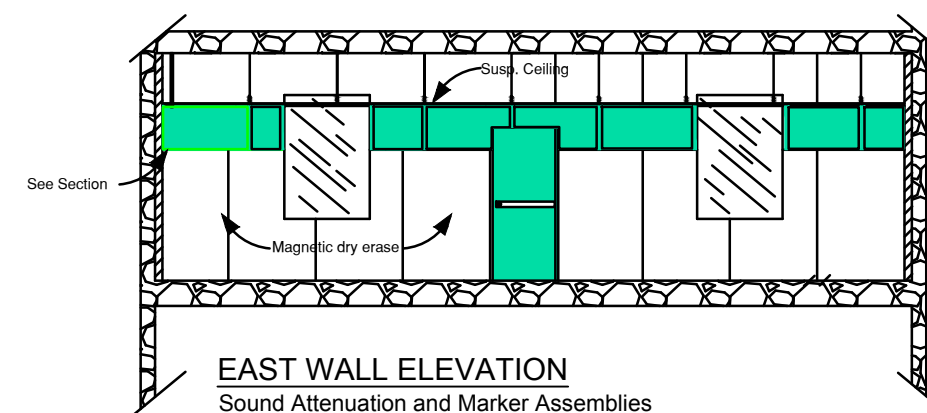 Susp. Ceiling
See Section
Magnetic dry erase
EAST WALL ELEVATION
Sound Attenuation and Marker Assemblies